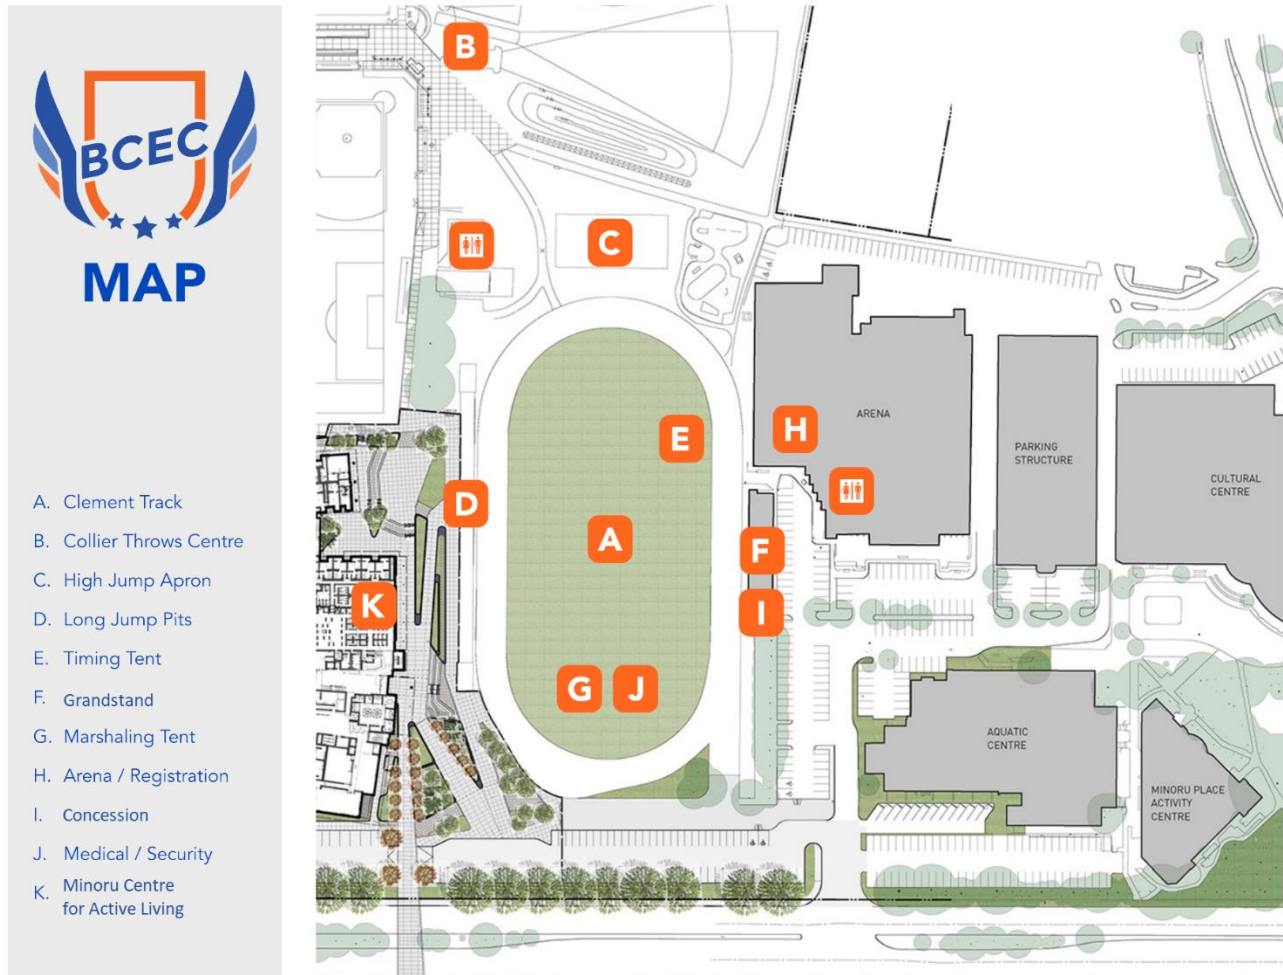 BCEC
MAP
A. Clement Track
B. Collier Throws Centre
C. High Jump Apron
D. Long Jump Pits
E. Timing Tent
F. Grandstand
G. Marshaling Tent
H. Arena / Registration
I. Concession
J. Medical / Security
K. Minoru Centre
for Active Living
B
C
E
H
ARENA
PARKING
STRUCTURE
CULTURAL
CENTRE
D
A
F
K
I
G
J
AQUATIC
CENTRE
MINORU PLACE
ACTIVITY
CENTRE